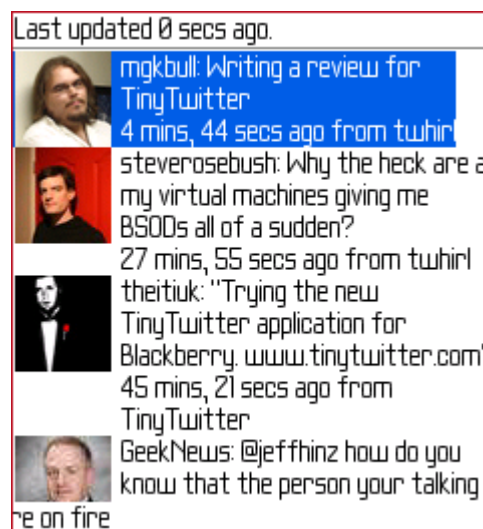 Last updated 0 secs ago.
mgkbull: Writing a review for
TinyTwitter
4 mins, 44 secs ago from twhirl
steverosebush: Why the heck are a
my virtual machines giving me
BSODs all of a sudden?
27 mins, 55 secs ago from twhirl
theitiuk: "Trying the new
TinyTwitter application for
Blackberry. www.tinytwitter.com"
45 mins, 21 secs ago from
TinyTwitter
GeekNews: @jeffhinz how do you
know that the person your talking
re on fire